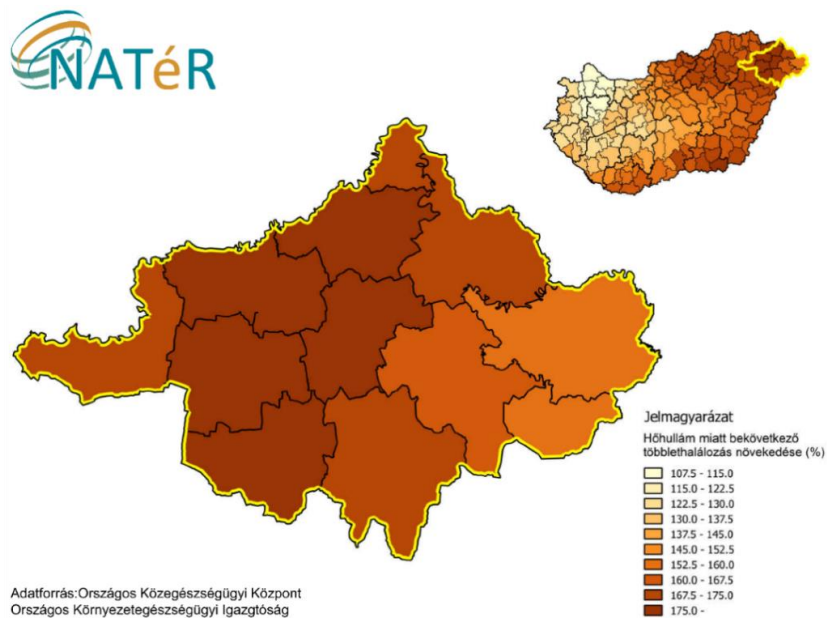 NATéR
Jelmagyarázat
Hőhullám miatt bekövetkező
többlethalálozás növekedése (%)
107.5 - 115.0
115.0 - 122.5
122.5 - 130.0
130.0 - 137.5
137.5 - 145.0
145.0 - 152.5
152.5 - 160.0
160.0 - 167.5
167.5 - 175.0
175.0 -
Adatforrás:Országos Közegészségügyi Központ
Országos Környezetegészségügyi Igazgtóság